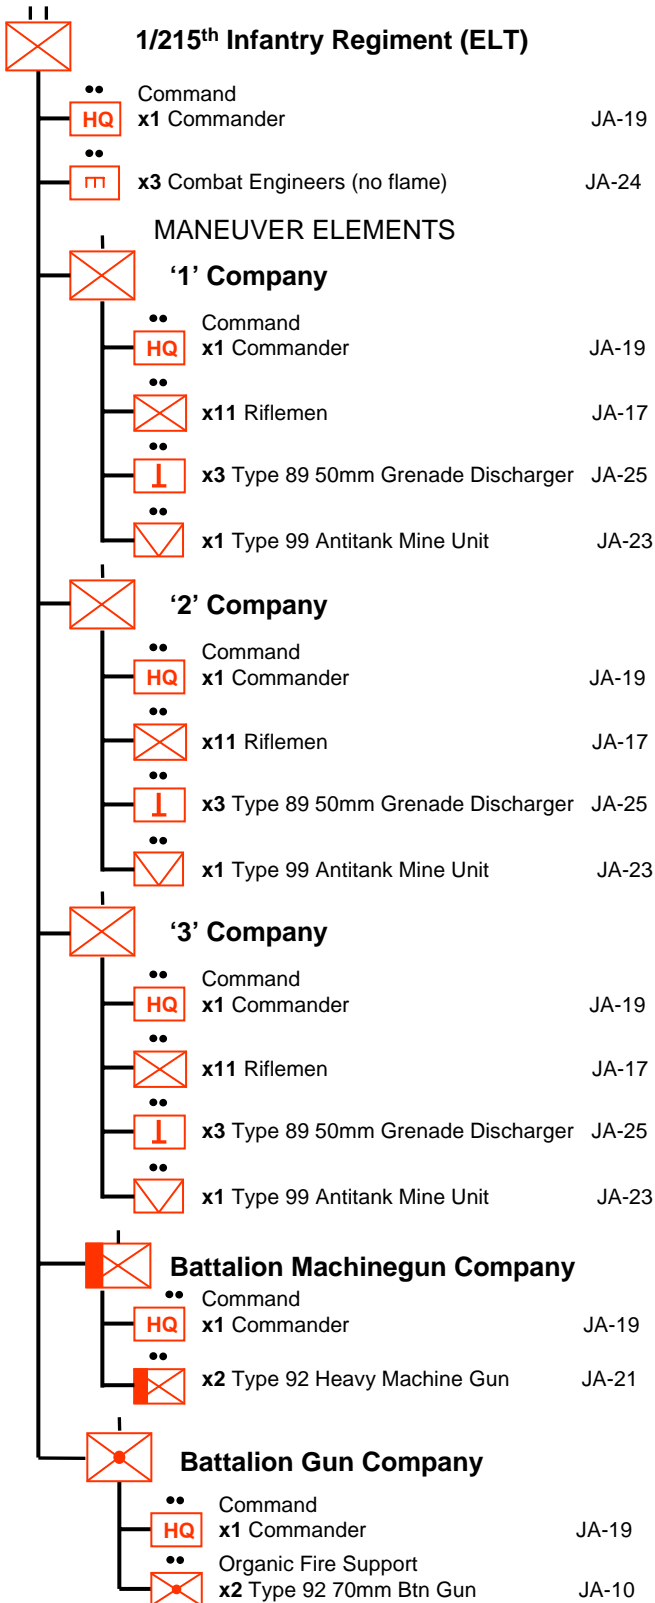 1/215th Infantry Regiment (ELT)
Command
HQ x1 Commander JA-19
x3 Combat Engineers (no flame) JA-24
MANEUVER ELEMENTS
‘1’ Company
Command
HQ x1 Commander JA-19
x11 Riflemen JA-17
x3 Type 89 50mm Grenade Discharger JA-25
x1 Type 99 Antitank Mine Unit JA-23
‘2’ Company
Command
HQ x1 Commander JA-19
x11 Riflemen JA-17
x3 Type 89 50mm Grenade Discharger JA-25
x1 Type 99 Antitank Mine Unit JA-23
‘3’ Company
Command
HQ x1 Commander JA-19
x11 Riflemen JA-17
x3 Type 89 50mm Grenade Discharger JA-25
x1 Type 99 Antitank Mine Unit JA-23
Battalion Machinegun Company
Command
HQ x1 Commander JA-19
x2 Type 92 Heavy Machine Gun JA-21
Battalion Gun Company
Command
HQ x1 Commander JA-19
Organic Fire Support
x2 Type 92 70mm Btn Gun JA-10